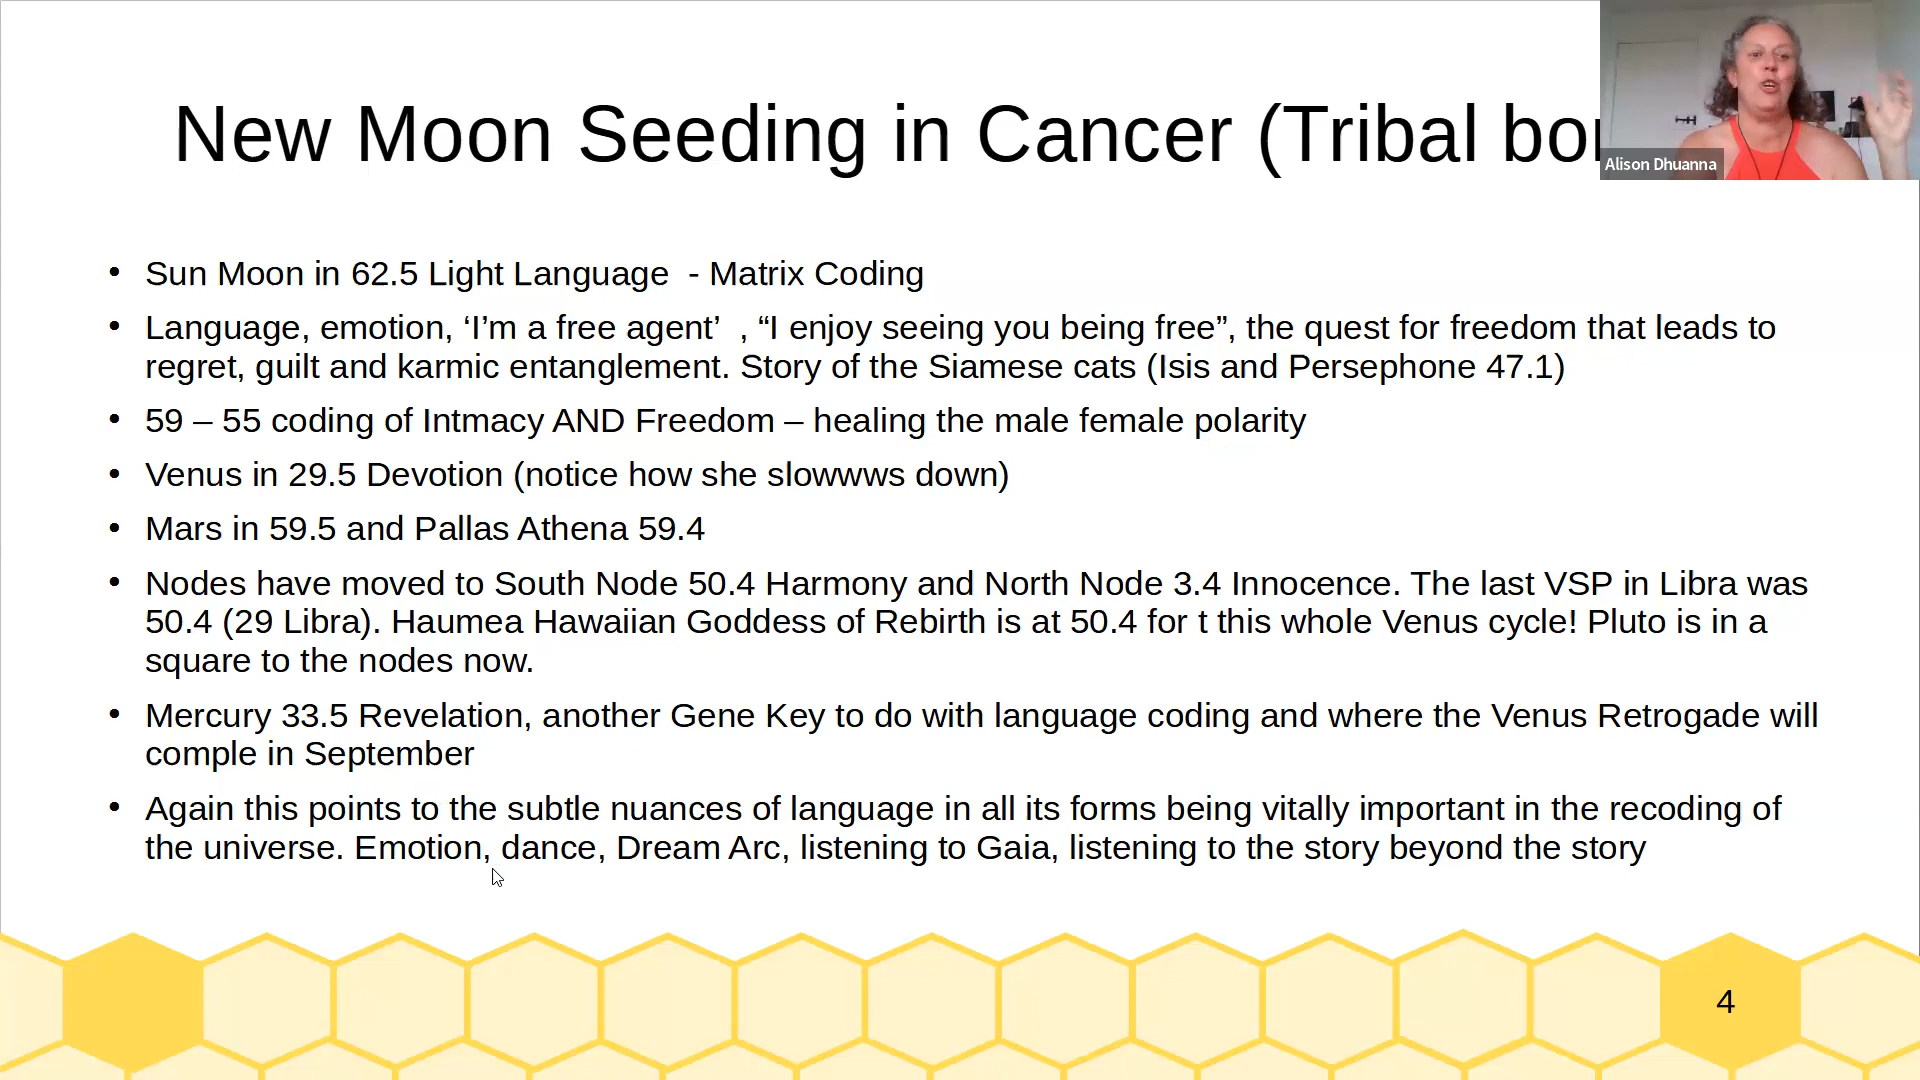 New Moon Seeding in Cancer (Tribal
Alison Dhuanna
• Sun Moon in 62.5 Light Language  - Matrix Coding
• Language, emotion, ‘I’m a free agent’  , “I enjoy seeing you being free”, the quest for freedom that leads to
regret, guilt and karmic entanglement. Story of the Siamese cats (Isis and Persephone 47.1)
• 59 – 55 coding of Intmacy AND Freedom – healing the male female polarity
• Venus in 29.5 Devotion (notice how she slowwws down)
• Mars in 59.5 and Pallas Athena 59.4
• Nodes have moved to South Node 50.4 Harmony and North Node 3.4 Innocence. The last VSP in Libra was
50.4 (29 Libra). Haumea Hawaiian Goddess of Rebirth is at 50.4 for t this whole Venus cycle! Pluto is in a
square to the nodes now.
• Mercury 33.5 Revelation, another Gene Key to do with language coding and where the Venus Retrogade will
comple in September
• Again this points to the subtle nuances of language in all its forms being vitally important in the recoding of
the universe. Emotion, dance, Dream Arc, listening to Gaia, listening to the story beyond the story
4